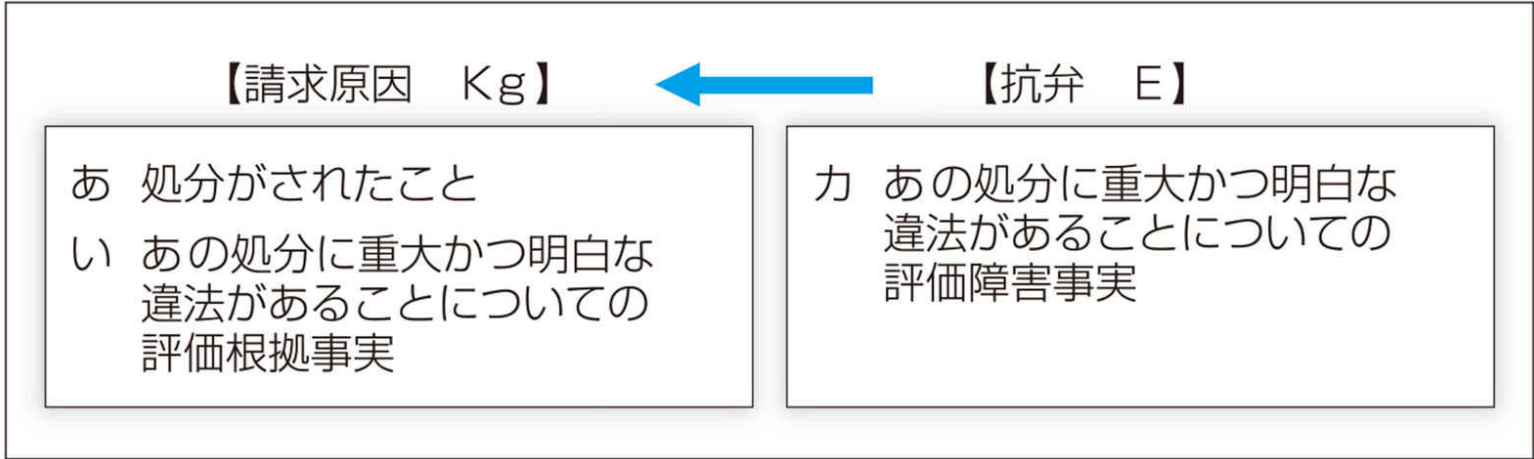 【請求原因　Kg】
【抗弁　E】
あ 処分がされたこと
い あの処分に重大かつ明白な
違法があることについての
評価根拠事実
カ あの処分に重大かつ明白な
違法があることについての
評価障害事実